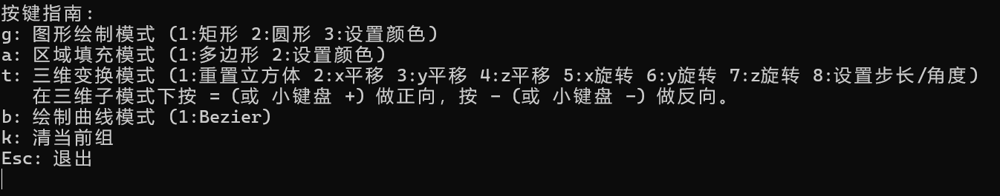 按键指南:
g: 图形绘制模式 (1:矩形 2:圆形 3:设置颜色)
a: 区域填充模式 (1:多边形 2:设置颜色)
t: 三维变换模式 (1:重置立方体 2:x平移 3:y平移 4:z平移 5:x旋转 6:y旋转 7:z旋转 8:设置步长/角度)
在三维子模式下按 = (或 小键盘 +) 做正向，按 - (或 小键盘 -) 做反向。
b: 绘制曲线模式 (1:Bezier)
k: 清当前组
Esc: 退出